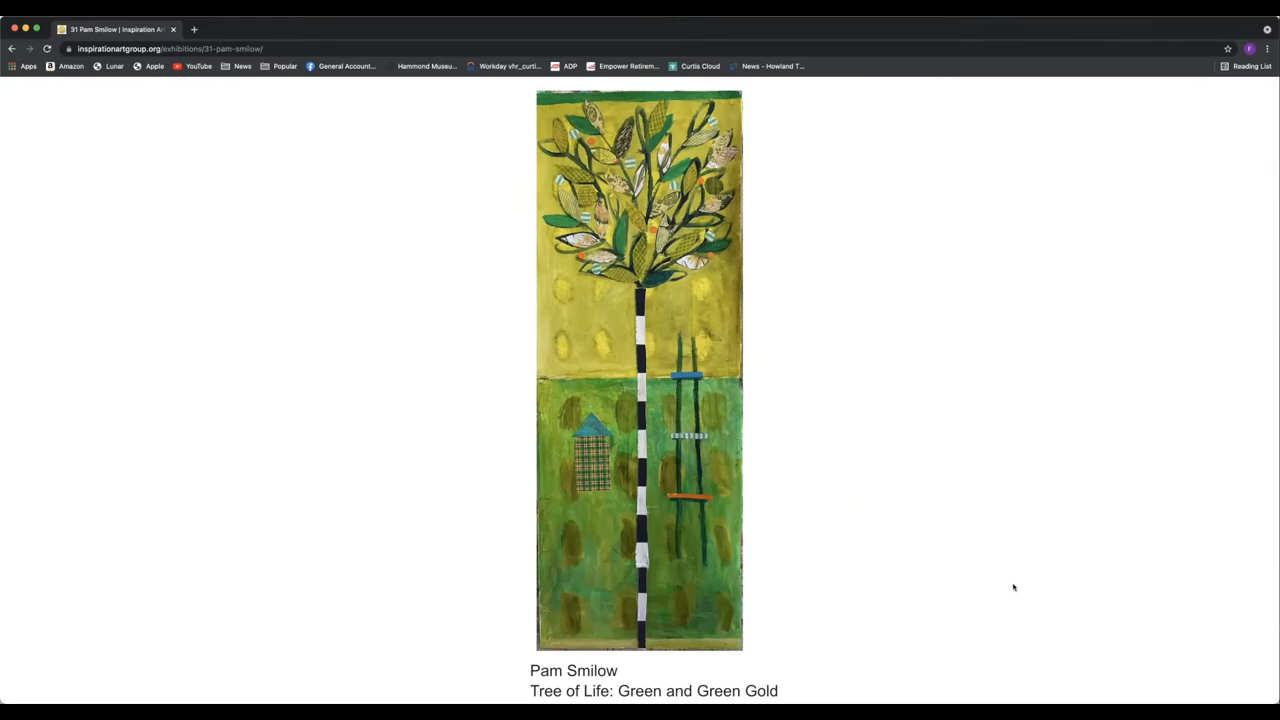 31 Pam Smilow | Inspiration Ar
inspirationartgroup.org/exhibitions/31-pam-smilow/
F
Apps Amazon Lunar Apple YouTube News Popular General Account... Hammond Museu... Workday vhr_curti... ADP Empower Retirem... Curtis Cloud News - Howland T... Reading List
Pam Smilow
Tree of Life: Green and Green Gold